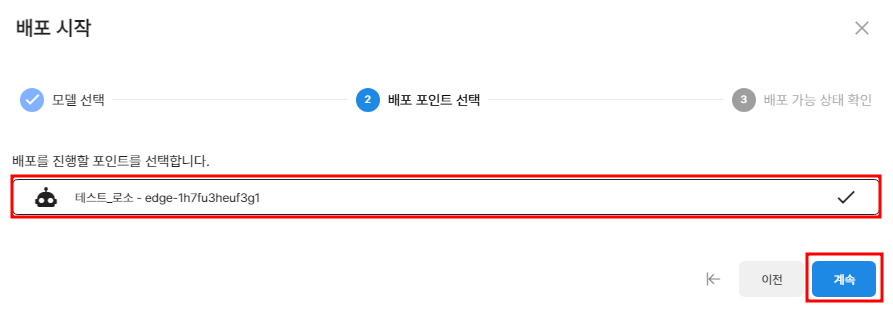 배포 시작
모델 선택
2 배포 포인트 선택
3 배포 가능 상태 확인
배포를 진행할 포인트를 선택합니다.
테스트_로소 - edge-1h7fu3heuf3g1
이전
계속